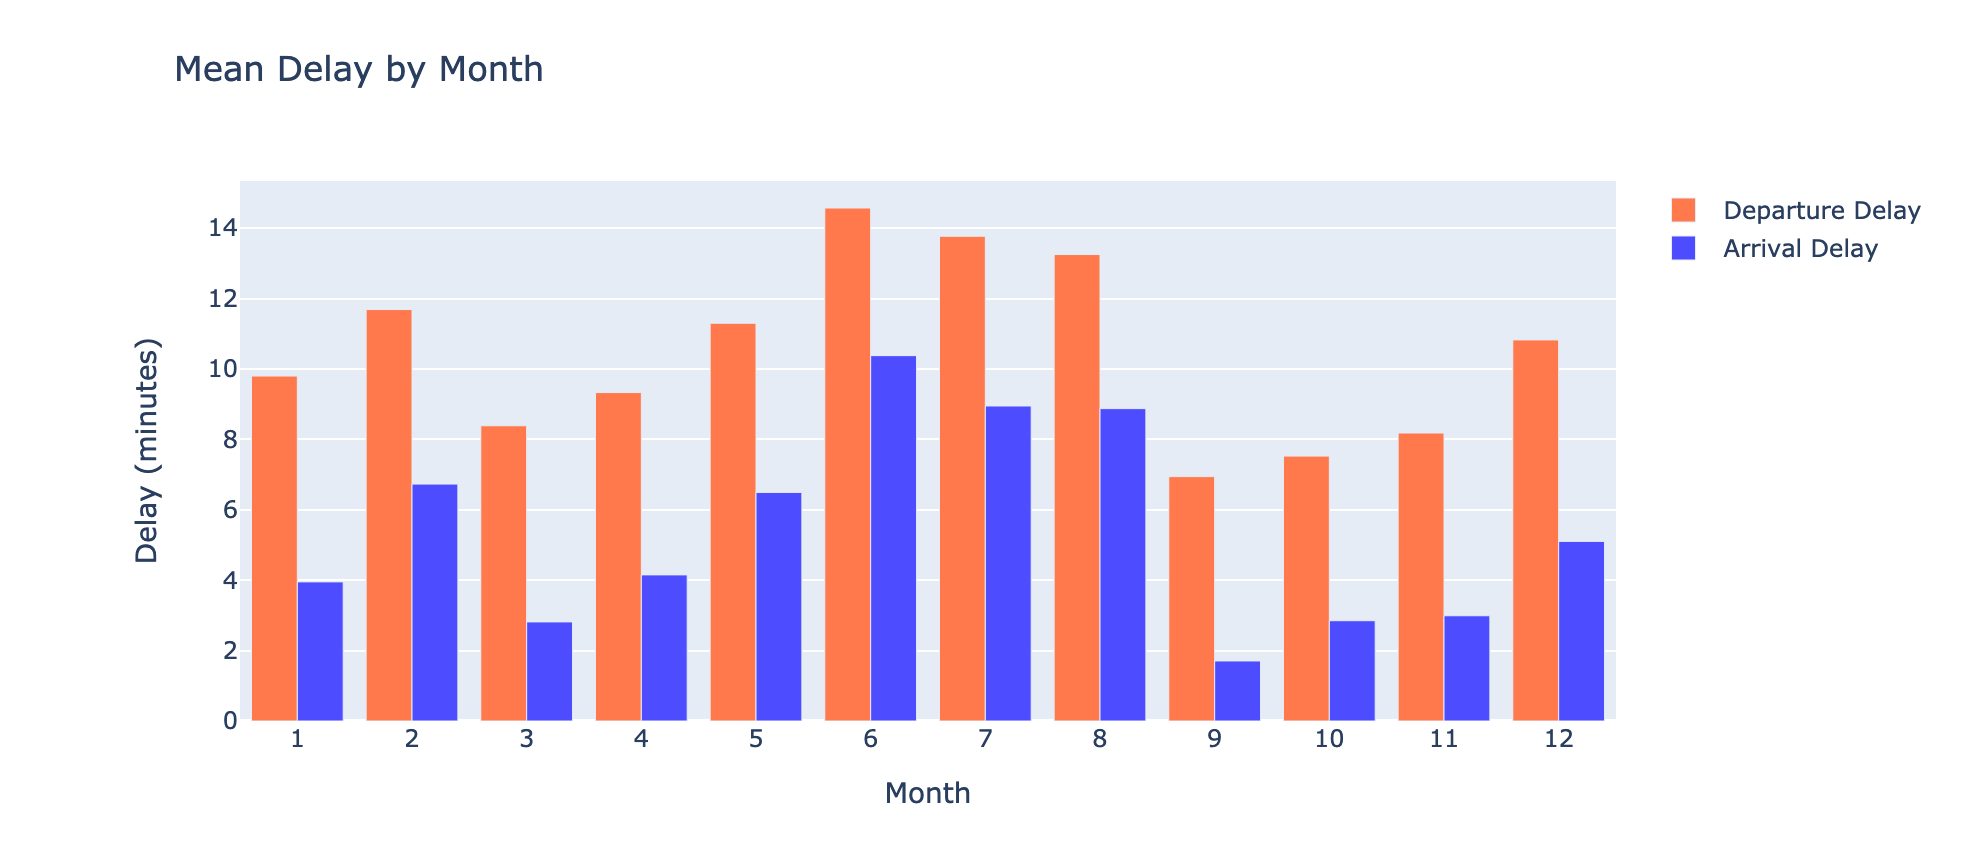 Mean Delay by Month
Departure Delay
Arrival Delay
Delay (minutes)
14
12
10
8
6
4
2
0
1 2 3 4 5 6 7 8 9 10 11 12
Month